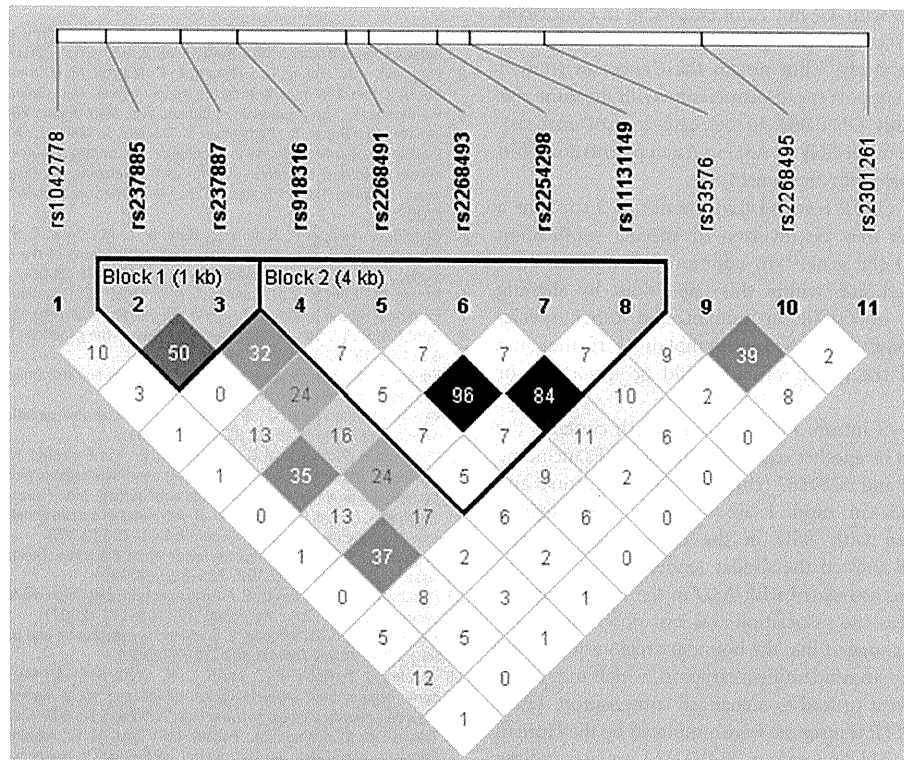 rs1042778
rs237885
rs237887
rs918316
rs2268491
rs2268493
rs2254298
rs11131149
rs53576
rs2268495
rs2301261
Block 1 (1 kb) Block 2 (4 kb)
1 2 3 4 5 6 7 8 9 10 11
10 50 32 7 7 7 7 9 39 2
3 0 24 5 96 84 10 2 8
1 13 16 7 7 11 6 0
1 35 24 5 9 2 0
0 13 17 6 6 0
1 37 2 2 0
0 8 3 1
5 5 1
12 0
1